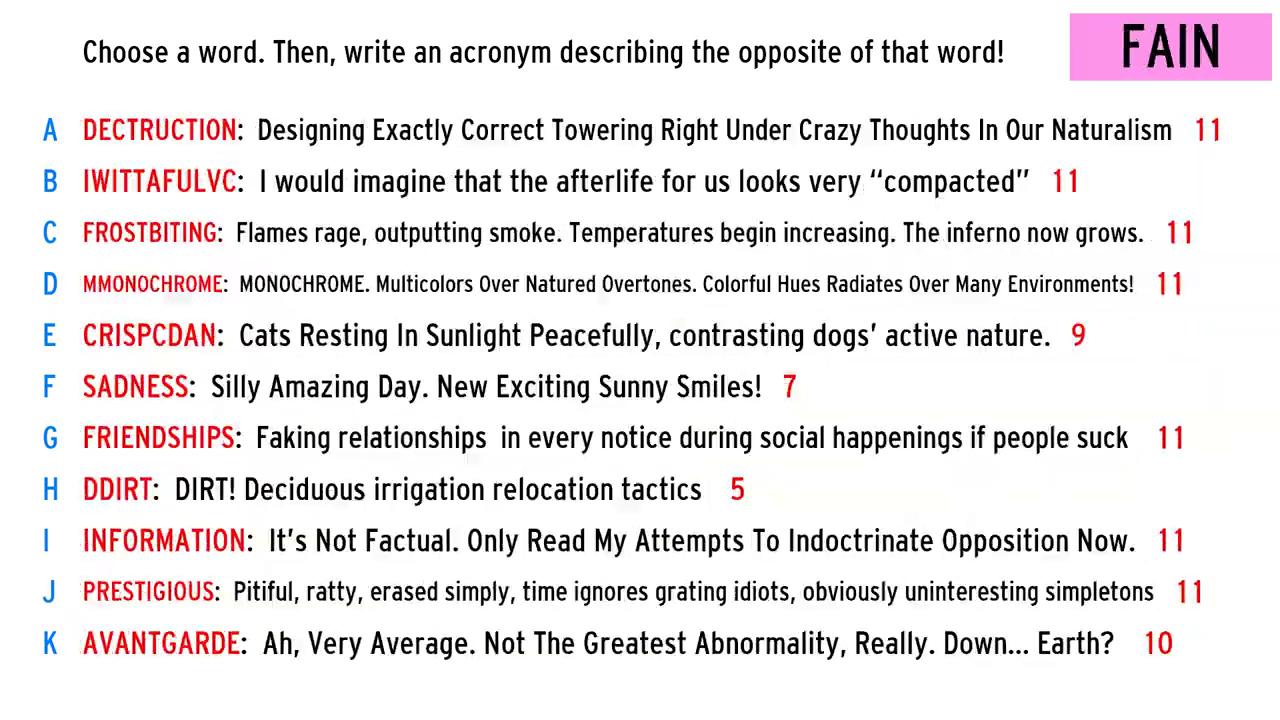 Choose a word. Then, write an acronym describing the opposite of that word! FAIN
A DECTRUCTION: Designing Exactly Correct Towering Right Under Crazy Thoughts In Our Naturalism 11
B IWITTAFULVC: I would imagine that the afterlife for us looks very “compacted” 11
C FROSTBITING: Flames rage, outputting smoke. Temperatures begin increasing. The inferno now grows. 11
D MMONOCHROME: MONOCHROME. Multicolors Over Natured Overtones. Colorful Hues Radiates Over Many Environments! 11
E CRISPCDAN: Cats Resting In Sunlight Peacefully, contrasting dogs’ active nature. 9
F SADNESS: Silly Amazing Day. New Exciting Sunny Smiles! 7
G FRIENDSHIPS: Faking relationships in every notice during social happenings if people suck 11
H DDIRT: DIRT! Deciduous irrigation relocation tactics 5
I INFORMATION: It’s Not Factual. Only Read My Attempts To Indoctrinate Opposition Now. 11
J PRESTIGIOUS: Pitiful, ratty, erased simply, time ignores grating idiots, obviously uninteresting simpletons 11
K AVANTGARDE: Ah, Very Average. Not The Greatest Abnormality, Really. Down... Earth? 10